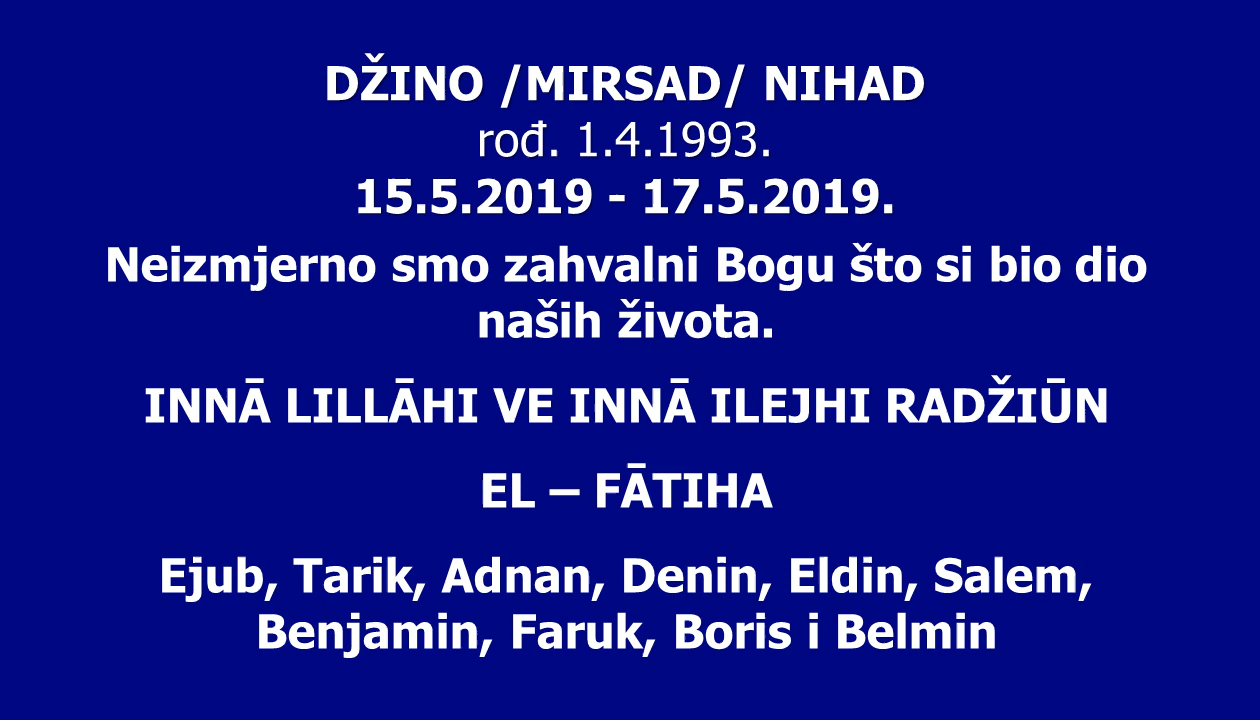 DŽINO /MIRSAD/ NIHAD
rođ. 1.4.1993.
15.5.2019 - 17.5.2019.
Neizmjerno smo zahvalni Bogu što si bio dio
naših života.
INNĀ LILLĀHI VE INNĀ ILEJHI RADŽIŪN
EL – FĀTIHA
Ejub, Tarik, Adnan, Denin, Eldin, Salem,
Benjamin, Faruk, Boris i Belmin